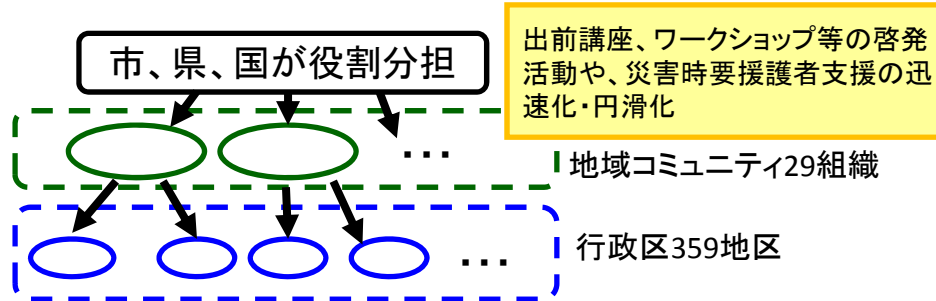 市、県、国が役割分担
出前講座、ワークショップ等の啓発
活動や、災害時要援護者支援の迅
速化・円滑化
…
地域コミュニティ29組織
…
行政区359地区